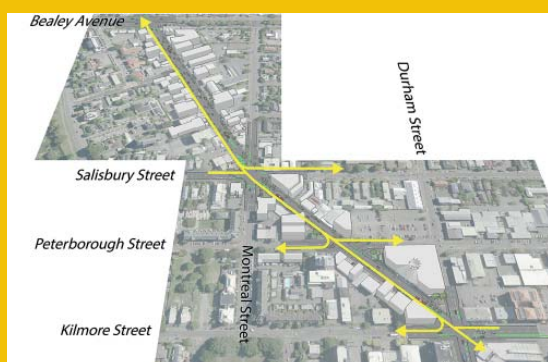 Bealey Avenue
Durham Street
Salisbury Street
Peterborough Street
Montreal Street
Kilmore Street